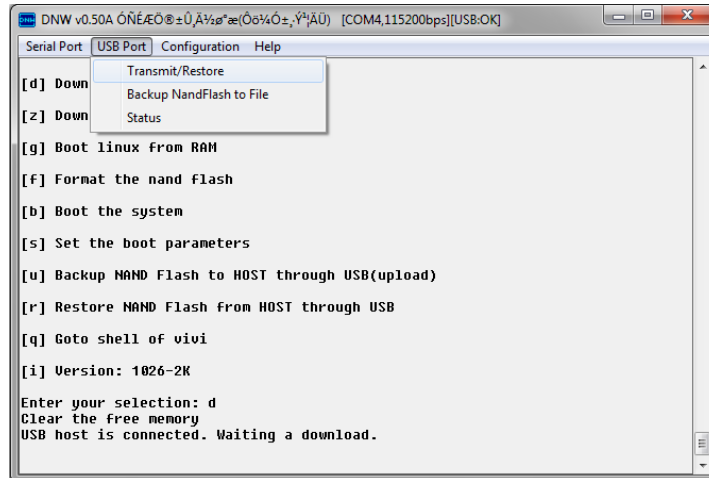 DNW v0.50A ÓÑÉÆÖ®±Û¸Ä½ø°æ(Ôö¼Ó±¸·Ý¹¦ÄÜ) [COM4,115200bps][USB:OK]
Serial Port USB Port Configuration Help
Transmit/Restore
Backup NandFlash to File
Status
[d] Down
[z] Down
[g] Boot linux from RAM
[f] Format the nand flash
[b] Boot the system
[s] Set the boot parameters
[u] Backup NAND Flash to HOST through USB(upload)
[r] Restore NAND Flash from HOST through USB
[q] Goto shell of vivi
[i] Version: 1026-2K
Enter your selection: d
Clear the free memory
USB host is connected. Waiting a download.